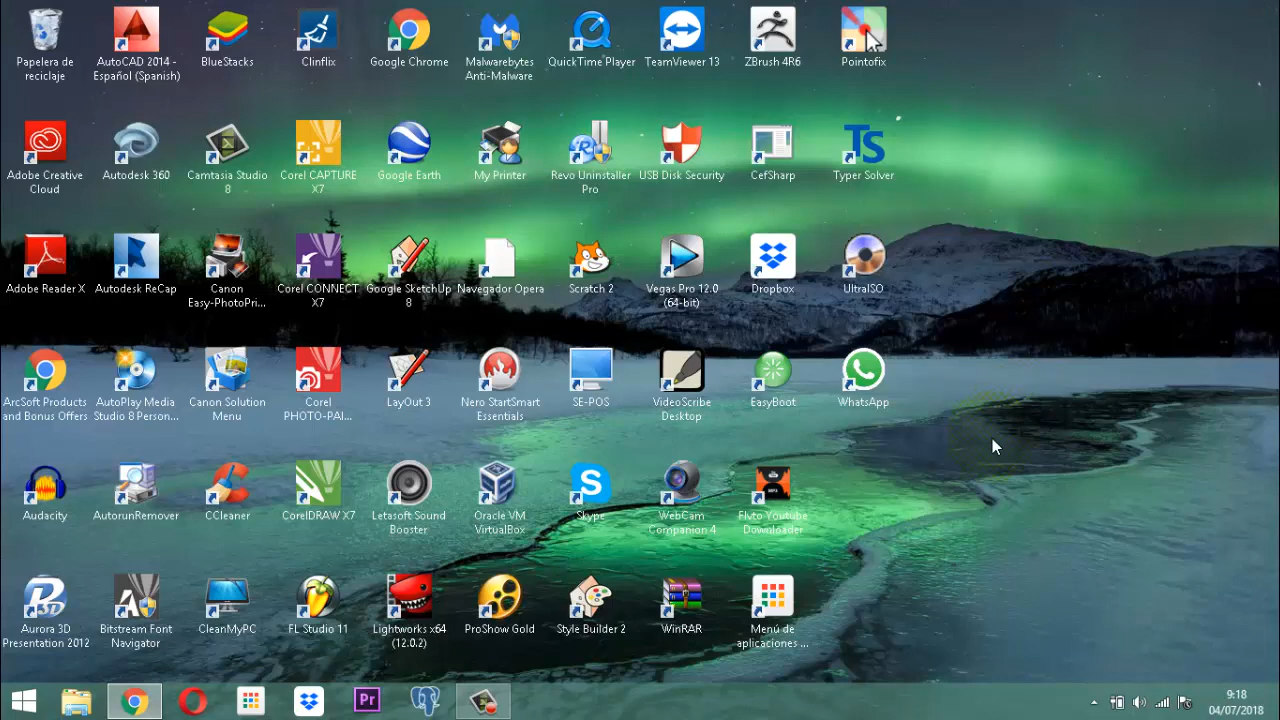 Papelera de
reciclaje
AutoCAD 2014 -
Español (Spanish)
BlueStacks
Clinflix
Google Chrome
Malwarebytes
Anti-Malware
QuickTime Player
TeamViewer 13
ZBrush 4R6
Pointofix
Adobe Creative
Cloud
Autodesk 360
Camtasia Studio
8
Corel CAPTURE
X7
Google Earth
My Printer
Revo Uninstaller
Pro
USB Disk Security
CefSharp
TS
Typer Solver
Adobe Reader X
Autodesk ReCap
Canon
Easy-PhotoPri...
Corel CONNECT
X7
Google SketchUp
8
Navegador Opera
Scratch 2
Vegas Pro 12.0
(64-bit)
Dropbox
UltraISO
ArcSoft Products
and Bonus Offers
AutoPlay Media
Studio 8 Person...
Canon Solution
Menu
Corel
PHOTO-PAI...
LayOut 3
Nero StartSmart
Essentials
SE-POS
VideoScribe
Desktop
EasyBoot
WhatsApp
Audacity
AutorunRemover
CCleaner
CorelDRAW X7
Letasoft Sound
Booster
Oracle VM
VirtualBox
Skype
WebCam
Companion 4
Flvto Youtube
Downloader
Aurora 3D
Presentation 2012
Bitstream Font
Navigator
CleanMyPC
FL Studio 11
Lightworks x64
(12.0.2)
ProShow Gold
Style Builder 2
WinRAR
Menú de
aplicaciones ...
Pr
9:18
04/07/2018